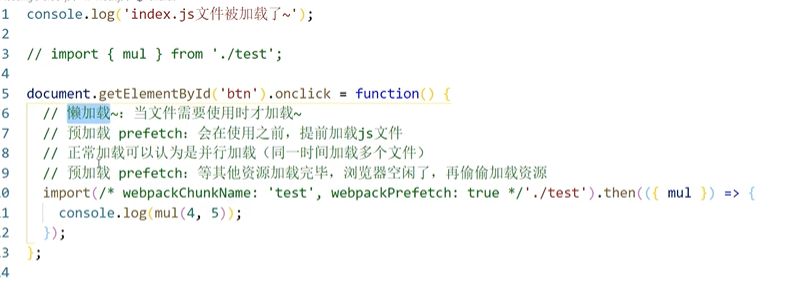 1 console.log('index.js文件被加载了~');
2
3 // import { mul } from './test';
4
5 document.getElementById('btn').onclick = function() {
6 // 懒加载~：当文件需要使用时才加载~
7 // 预加载 prefetch：会在使用之前，提前加载js文件
8 // 正常加载可以认为是并行加载（同一时间加载多个文件）
9 // 预加载 prefetch：等其他资源加载完毕，浏览器空闲了，再偷偷加载资源
0 import(/* webpackChunkName: 'test', webpackPrefetch: true */'./test').then(({ mul }) => {
1 console.log(mul(4, 5));
2 });
3 };
4